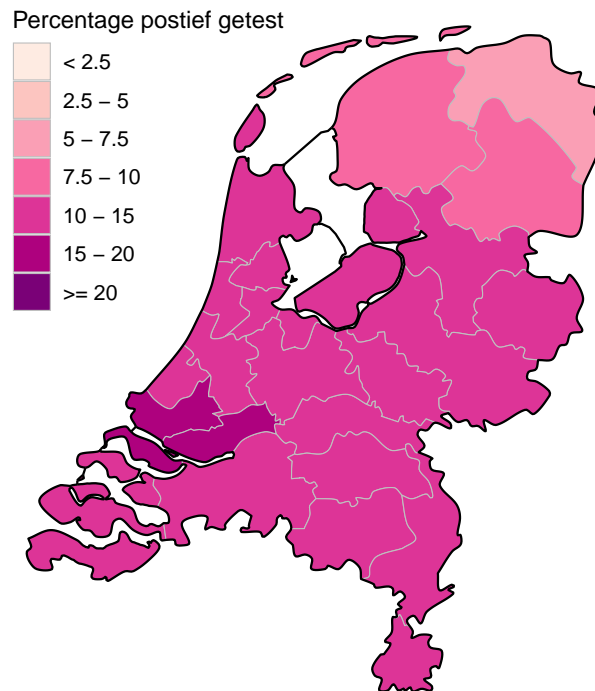 Percentage postief getest
< 2.5
2.5 – 5
5 – 7.5
7.5 – 10
10 – 15
15 – 20
>= 20